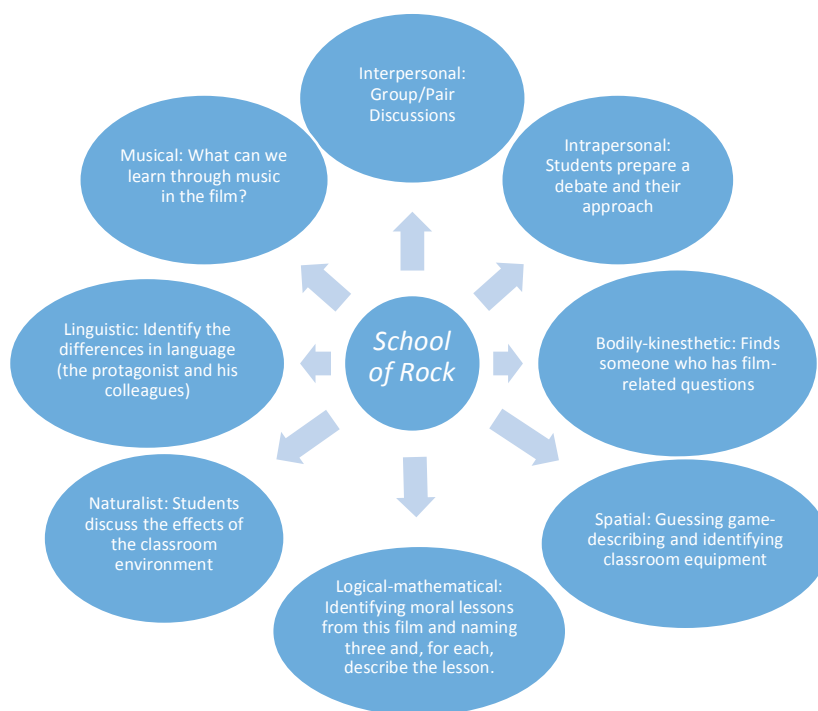 Interpersonal:
Group/Pair
Discussions
Intrapersonal:
Students prepare a
debate and their
approach
Bodily-kinesthetic: Finds
someone who has film-
related questions
Spatial: Guessing game-
describing and identifying
classroom equipment
Logical-mathematical:
Identifying moral lessons
from this film and naming
three and, for each,
describe the lesson.
Naturalist: Students
discuss the effects of
the classroom
environment
Linguistic: Identify the
differences in language
(the protagonist and his
colleagues)
Musical: What can we
learn through music
in the film?
School
of Rock